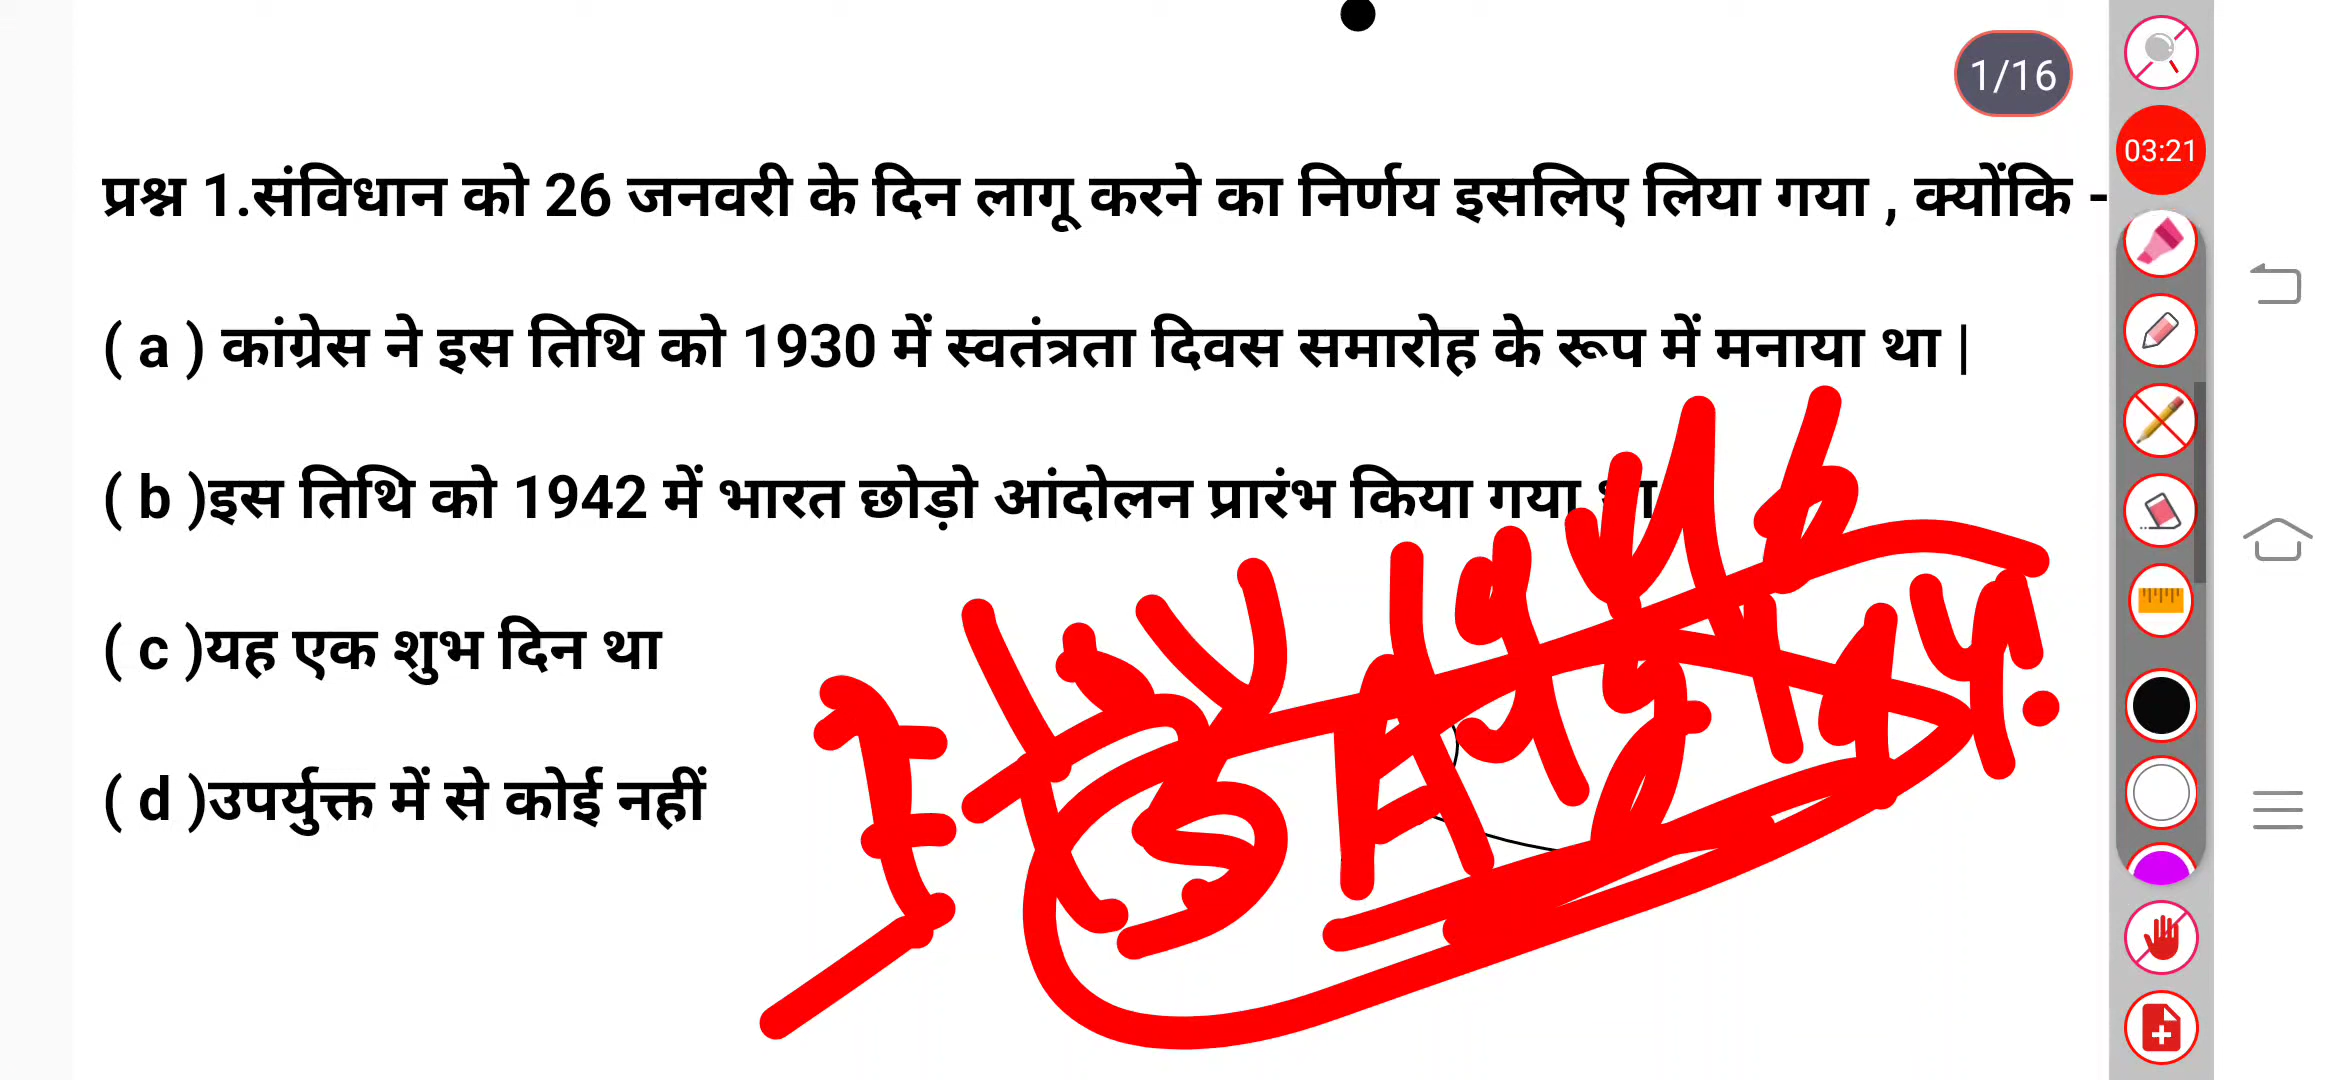 1/16
03:21
प्रश्न 1.संविधान को 26 जनवरी के दिन लागू करने का निर्णय इसलिए लिया गया , क्योंकि -
( a ) कांग्रेस ने इस तिथि को 1930 में स्वतंत्रता दिवस समारोह के रूप में मनाया था |
( b )इस तिथि को 1942 में भारत छोड़ो आंदोलन प्रारंभ किया गया था
( c )यह एक शुभ दिन था
( d )उपर्युक्त में से कोई नहीं